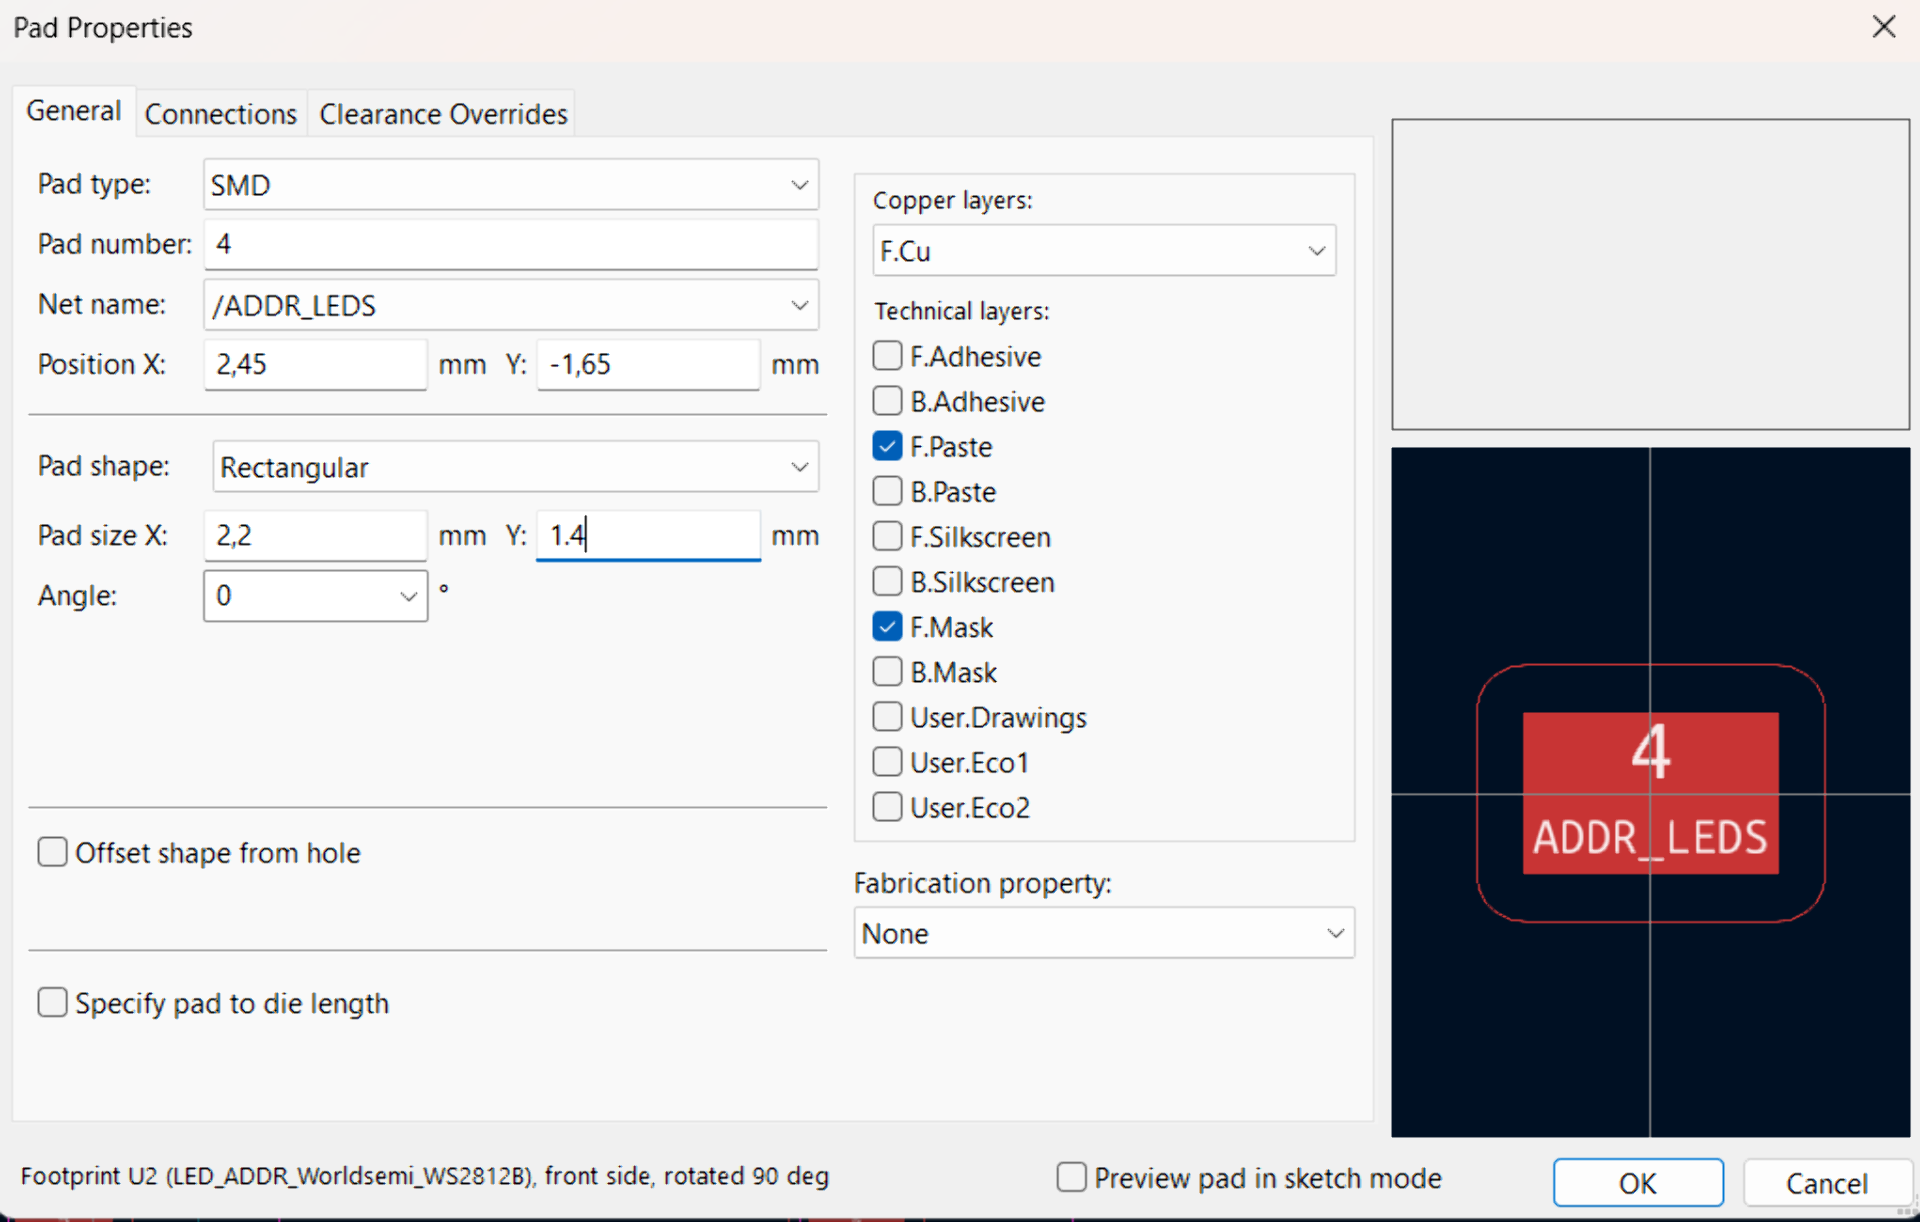 Pad Properties
General Connections Clearance Overrides
Pad type: SMD
Pad number: 4
Net name: /ADDR_LEDS
Position X: 2,45 mm Y: -1,65 mm
Pad shape: Rectangular
Pad size X: 2,2 mm Y: 1.4 mm
Angle: 0 °
Offset shape from hole
Specify pad to die length
Copper layers:
F.Cu
Technical layers:
F.Adhesive
B.Adhesive
F.Paste
B.Paste
F.Silkscreen
B.Silkscreen
F.Mask
B.Mask
User.Drawings
User.Eco1
User.Eco2
Fabrication property:
None
4
ADDR_LEDS
Footprint U2 (LED_ADDR_Worldsemi_WS2812B), front side, rotated 90 deg
Preview pad in sketch mode
OK Cancel